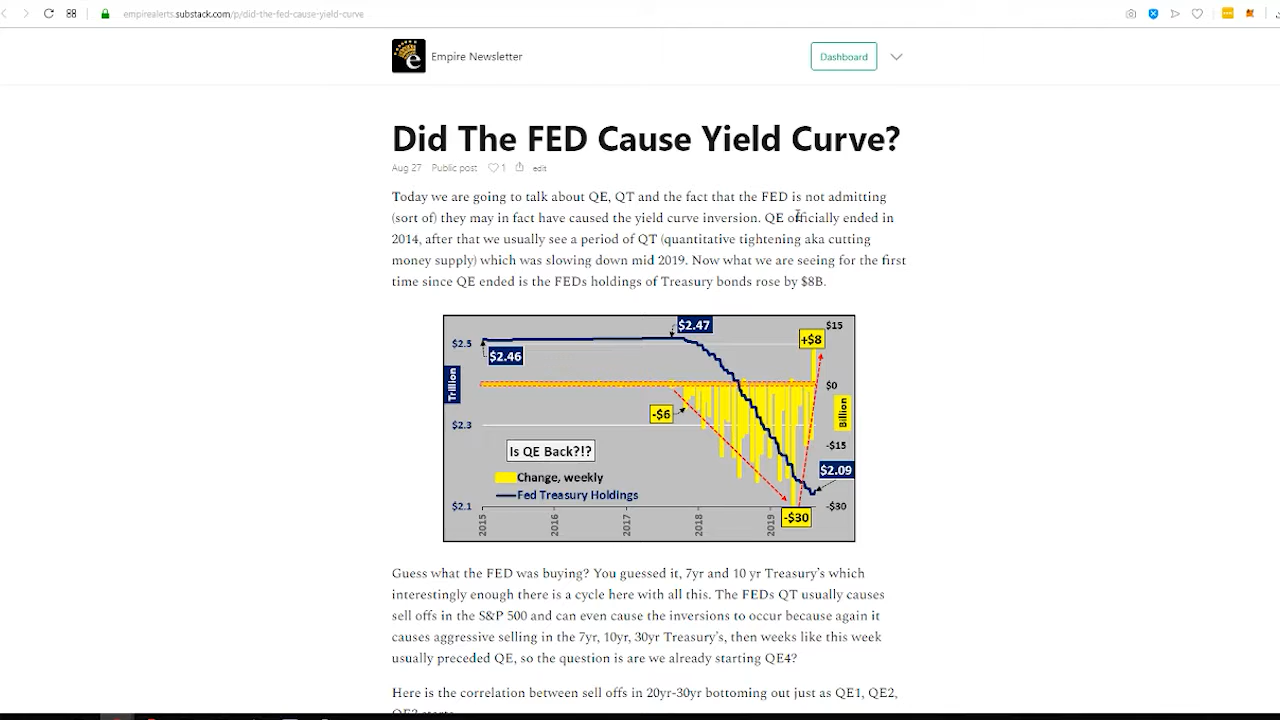 empirealerts.substack.com/p/did-the-fed-cause-yield-curve
Empire Newsletter
Dashboard
Did The FED Cause Yield Curve?
Aug 27 Public post 1 edit
Today we are going to talk about QE, QT and the fact that the FED is not admitting
(sort of) they may in fact have caused the yield curve inversion. QE officially ended in
2014, after that we usually see a period of QT (quantitative tightening aka cutting
money supply) which was slowing down mid 2019. Now what we are seeing for the first
time since QE ended is the FEDs holdings of Treasury bonds rose by $8B.
$2.47
$15
+$8
$2.5
$2.46
Trillion
$0
Billion
-$6
$2.3
-$15
Is QE Back?!?
$2.09
Change, weekly
Fed Treasury Holdings
$2.1
-$30
-$30
2015
2016
2017
2018
2019
Guess what the FED was buying? You guessed it, 7yr and 10 yr Treasury's which
interestingly enough there is a cycle here with all this. The FEDs QT usually causes
sell offs in the S&P 500 and can even cause the inversions to occur because again it
causes aggressive selling in the 7yr, 10yr, 30yr Treasury's, then weeks like this week
usually preceded QE, so the question is are we already starting QE4?
Here is the correlation between sell offs in 20yr-30yr bottoming out just as QE1, QE2,
QE3 starts